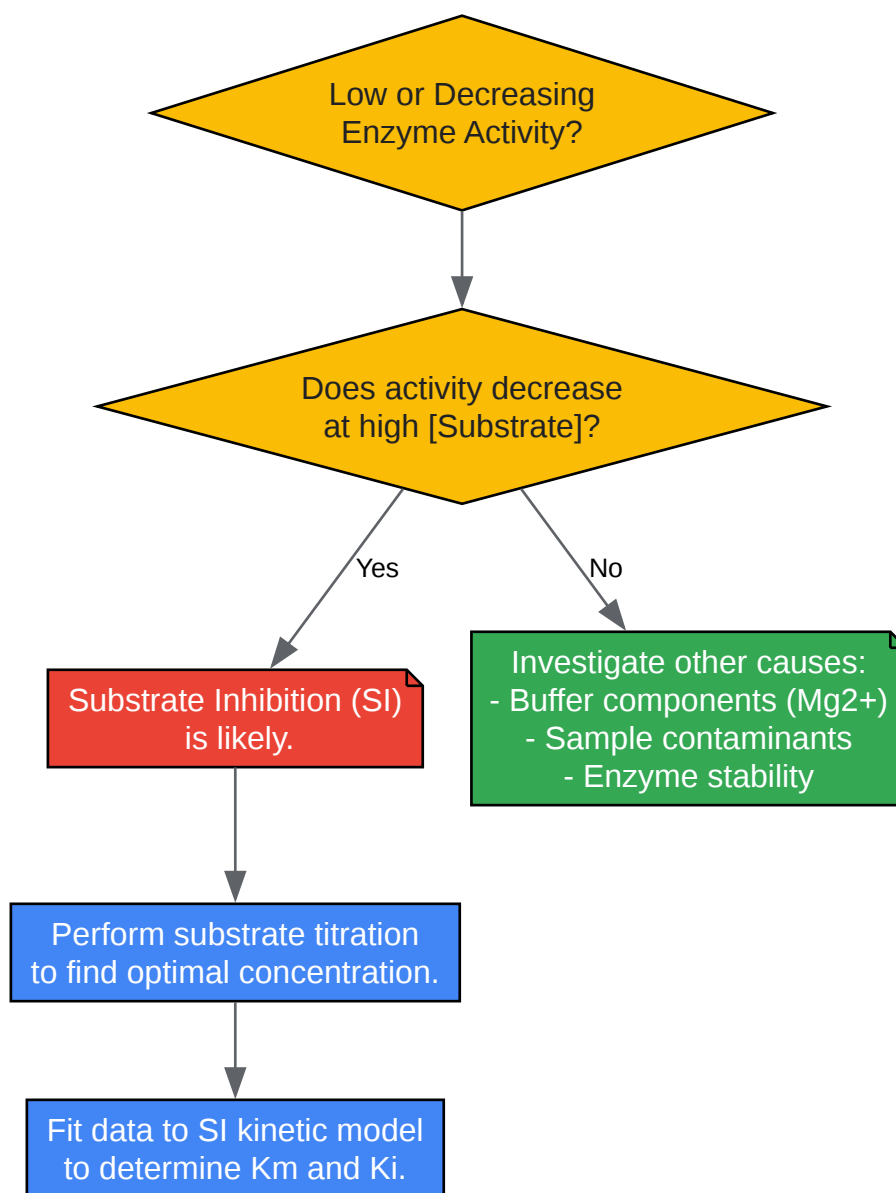 Low or Decreasing
Enzyme Activity?
Does activity decrease
at high [Substrate]?
Yes
No
Substrate Inhibition (SI)
is likely.
Investigate other causes:
- Buffer components (Mg2+)
- Sample contaminants
- Enzyme stability
Perform substrate titration
to find optimal concentration.
Fit data to SI kinetic model
to determine Km and Ki.